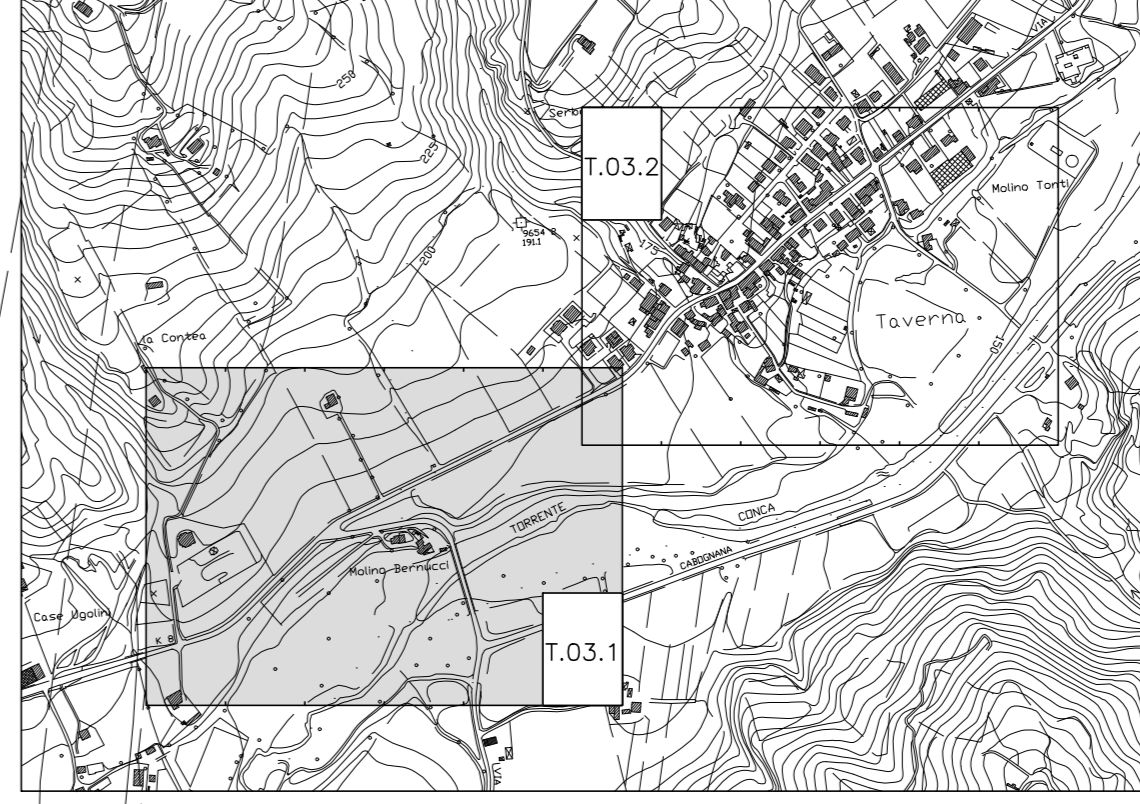 VIA
250
Serb
225
T.03.2
Molino Tonti
9654 2
191.1
200
175
Taverna
la Contea
150
TORRENTE
CONCA
CABOGNANA
Molino Bernucci
Case Ugolini
K 8
T.03.1
VIA